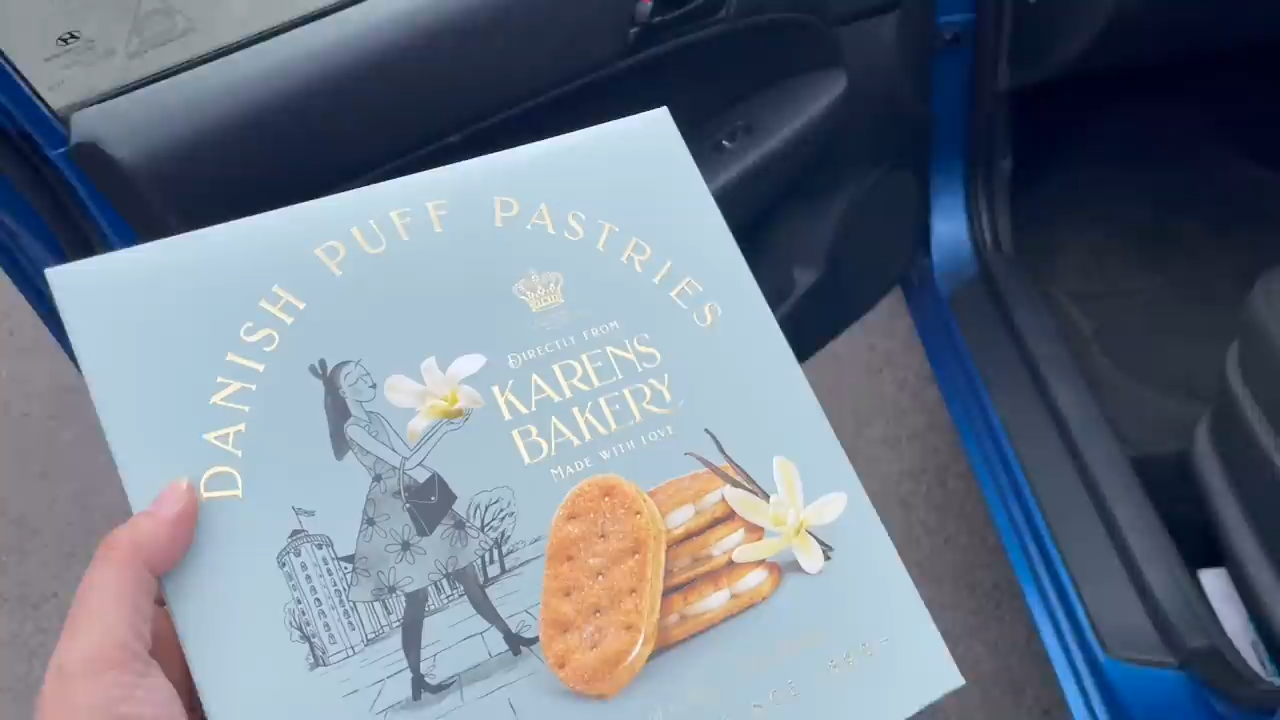 DANISH PUFF PASTRIES
DIRECTLY FROM
KARENS
BAKERY
MADE WITH LOVE